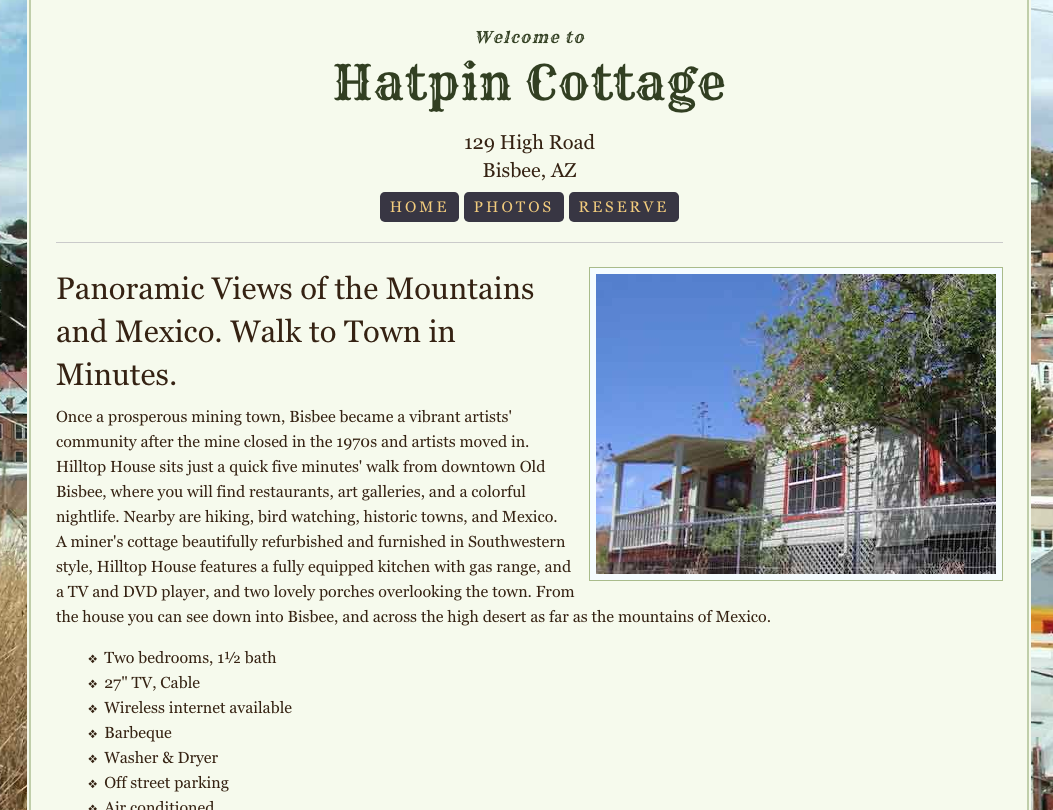 Welcome to
Hatpin Cottage
129 High Road
Bisbee, AZ
HOME PHOTOS RESERVE
Panoramic Views of the Mountains
and Mexico. Walk to Town in
Minutes.
Once a prosperous mining town, Bisbee became a vibrant artists'
community after the mine closed in the 1970s and artists moved in.
Hilltop House sits just a quick five minutes' walk from downtown Old
Bisbee, where you will find restaurants, art galleries, and a colorful
nightlife. Nearby are hiking, bird watching, historic towns, and Mexico.
A miner's cottage beautifully refurbished and furnished in Southwestern
style, Hilltop House features a fully equipped kitchen with gas range, and
a TV and DVD player, and two lovely porches overlooking the town. From
the house you can see down into Bisbee, and across the high desert as far as the mountains of Mexico.
❖ Two bedrooms, 1½ bath
❖ 27" TV, Cable
❖ Wireless internet available
❖ Barbeque
❖ Washer & Dryer
❖ Off street parking
❖ Air conditioned